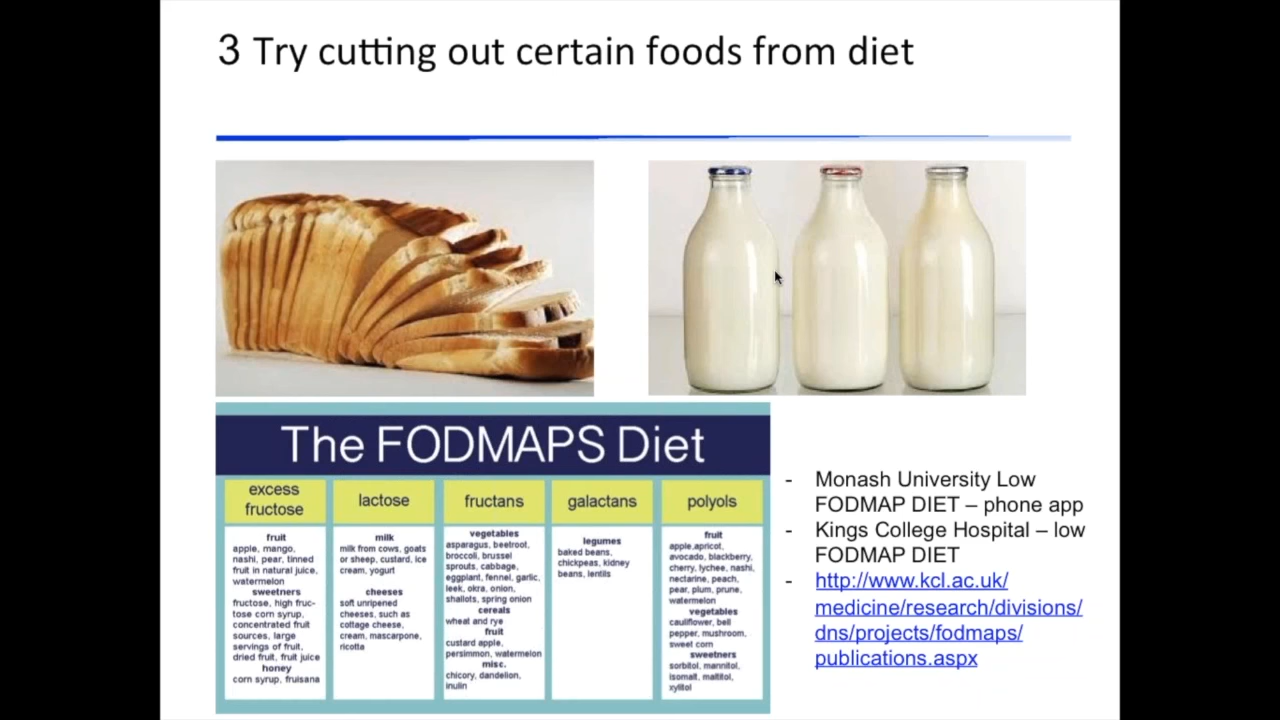 3 Try cutting out certain foods from diet
The FODMAPS Diet
excess
fructose
fruit
apple, mango,
nashi, pear, tinned
fruit in natural juice,
watermelon
sweetners
fructose, high fruc-
tose corn syrup,
concentrated fruit
sources, large
servings of fruit,
dried fruit, fruit juice
honey
corn syrup, fruisana
lactose
milk
milk from cows, goats
or sheep, custard, ice
cream, yogurt
cheeses
soft unripened
cheeses, such as
cottage cheese,
cream, mascarpone,
ricotta
fructans
vegetables
asparagus, beetroot,
broccoli, brussel
sprouts, cabbage,
eggplant, fennel, garlic,
leek, okra, onion,
shallots, spring onion
cereals
wheat and rye
fruit
custard apple,
persimmon, watermelon
misc.
chicory, dandelion,
inulin
galactans
legumes
baked beans,
chickpeas, kidney
beans, lentils
polyols
fruit
apple,apricot,
avocado, blackberry,
cherry, lychee, nashi,
nectarine, peach,
pear, plum, prune,
watermelon
vegetables
cauliflower, bell
pepper, mushroom,
sweet corn
sweetners
sorbitol, mannitol,
isomalt, maltitol,
xylitol
- Monash University Low
FODMAP DIET – phone app
- Kings College Hospital – low
FODMAP DIET
- http://www.kcl.ac.uk/
medicine/research/divisions/
dns/projects/fodmaps/
publications.aspx